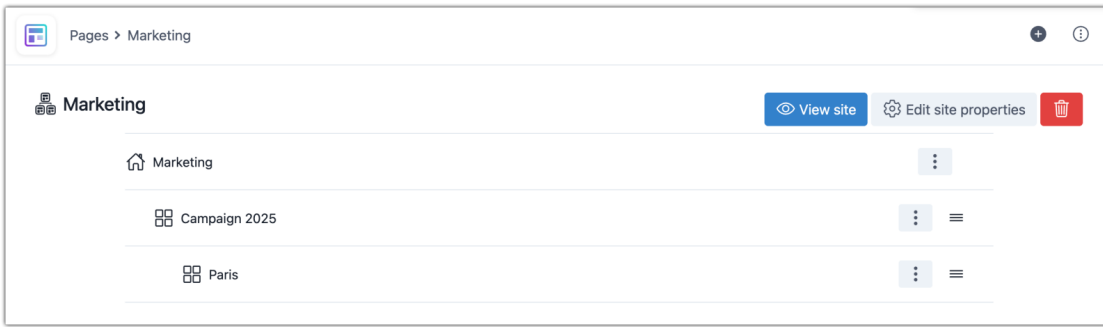 Pages > Marketing
Marketing
View site
Edit site properties
Marketing
Campaign 2025
Paris